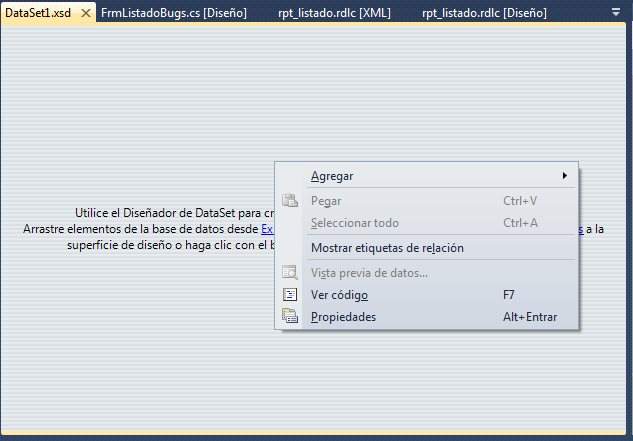 DataSet1.xsd FrmListadoBugs.cs [Diseño] rpt_listado.rdlc [XML] rpt_listado.rdlc [Diseño]
Agregar
Pegar Ctrl+V
Utilice el Diseñador de DataSet para
Seleccionar todo Ctrl+A
Arrastre elementos de la base de datos desde a la
superficie de diseño o haga clic con el
Mostrar etiquetas de relación
Vista previa de datos...
Ver código F7
Propiedades Alt+Entrar